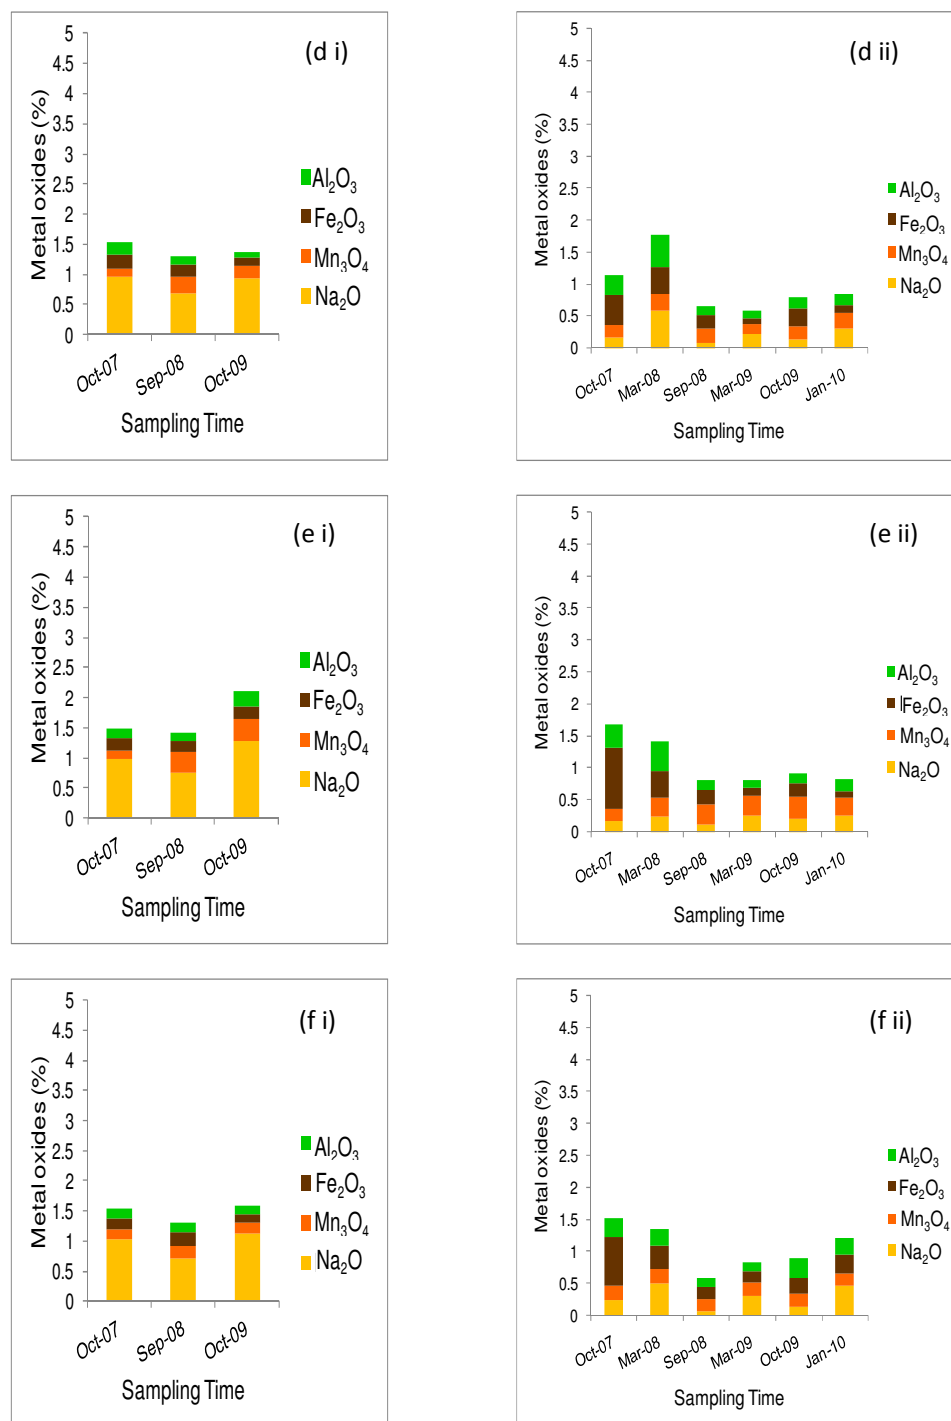 (d i)
Metal oxides (%)
5
4.5
4
3.5
3
2.5
2
1.5
1
0.5
0
Al₂O₃
Fe₂O₃
Mn₃O₄
Na₂O
Oct-07 Sep-08 Oct-09
Sampling Time
(d ii)
Metal oxides (%)
5
4.5
4
3.5
3
2.5
2
1.5
1
0.5
0
Al₂O₃
Fe₂O₃
Mn₃O₄
Na₂O
Oct-07 Mar-08 Sep-08 Mar-09 Oct-09 Jan-10
Sampling Time
(e i)
Metal oxides (%)
5
4.5
4
3.5
3
2.5
2
1.5
1
0.5
0
Al₂O₃
Fe₂O₃
Mn₃O₄
Na₂O
Oct-07 Sep-08 Oct-09
Sampling Time
(e ii)
Metal oxides (%)
5
4.5
4
3.5
3
2.5
2
1.5
1
0.5
0
Al₂O₃
Fe₂O₃
Mn₃O₄
Na₂O
Oct-07 Mar-08 Sep-08 Mar-09 Oct-09 Jan-10
Sampling Time
(f i)
Metal oxides (%)
5
4.5
4
3.5
3
2.5
2
1.5
1
0.5
0
Al₂O₃
Fe₂O₃
Mn₃O₄
Na₂O
Oct-07 Sep-08 Oct-09
Sampling Time
(f ii)
Metal oxides (%)
5
4.5
4
3.5
3
2.5
2
1.5
1
0.5
0
Al₂O₃
Fe₂O₃
Mn₃O₄
Na₂O
Oct-07 Mar-08 Sep-08 Mar-09 Oct-09 Jan-10
Sampling Time